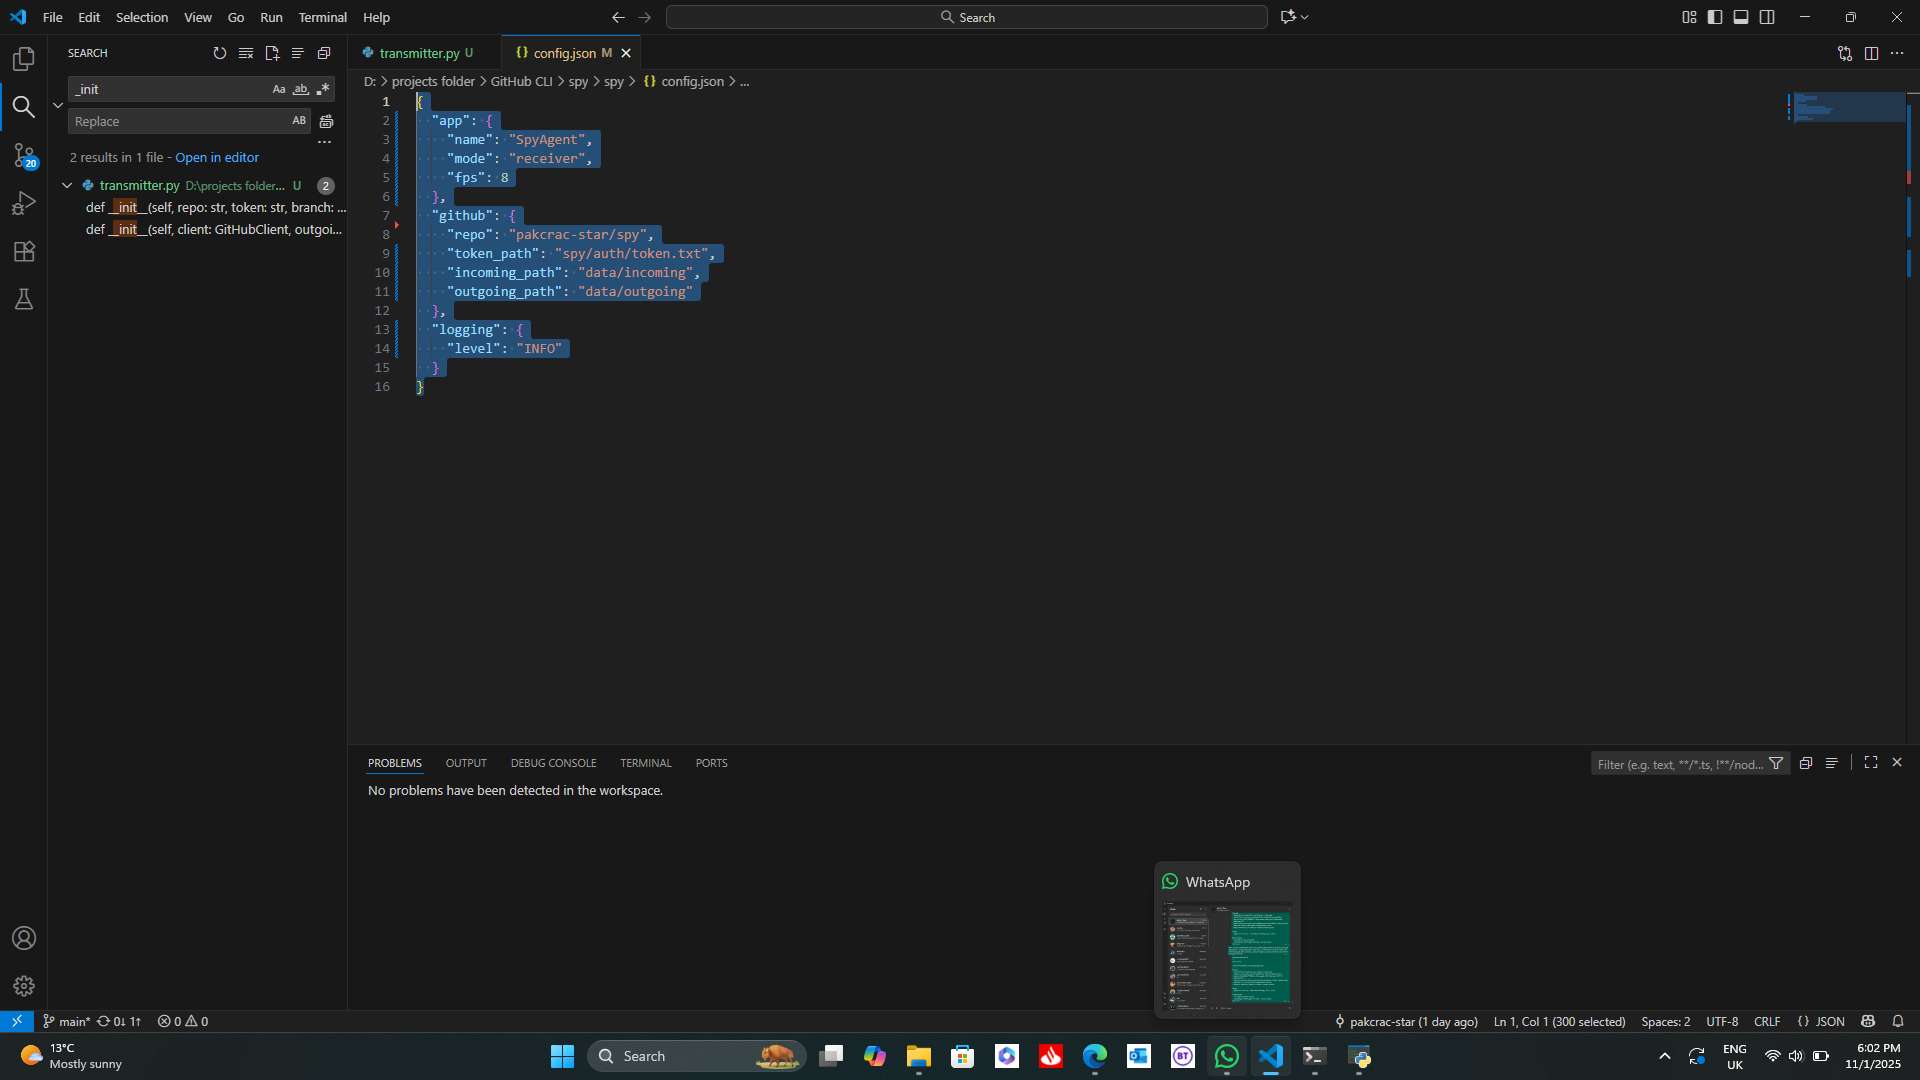 File Edit Selection View Go Run Terminal Help
Search
SEARCH
_init
Aa ab .*
Replace
AB
2 results in 1 file - Open in editor
transmitter.py D:\projects folder... U 2
def __init__(self, repo: str, token: str, branch: ...
def __init__(self, client: GitHubClient, outgoi...
20
transmitter.py U
{} config.json M
D: > projects folder > GitHub CLI > spy > spy > {} config.json > ...
1 {
2 "app": {
3 "name": "SpyAgent",
4 "mode": "receiver",
5 "fps": 8
6 },
7 "github": {
8 "repo": "pakcrac-star/spy",
9 "token_path": "spy/auth/token.txt",
10 "incoming_path": "data/incoming",
11 "outgoing_path": "data/outgoing"
12 },
13 "logging": {
14 "level": "INFO"
15 }
16 }
PROBLEMS OUTPUT DEBUG CONSOLE TERMINAL PORTS
Filter (e.g. text, **/*.ts, !**/nod...
No problems have been detected in the workspace.
WhatsApp
main* 0↓ 1↑ 0 0
pakcrac-star (1 day ago) Ln 1, Col 1 (300 selected) Spaces: 2 UTF-8 CRLF {} JSON
13°C
Mostly sunny
Search
BT
ENG
UK
6:02 PM
11/1/2025